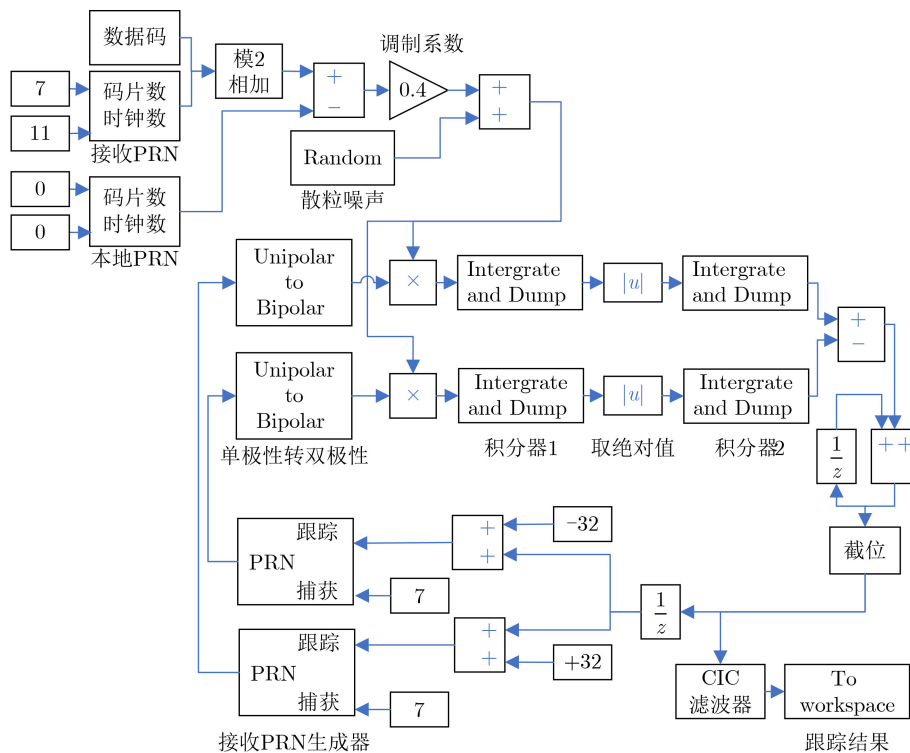 数据码
模2
相加
调制系数
7
码片数
时钟数
+
−
0.4
+
+
11
接收PRN
Random
散粒噪声
0
码片数
时钟数
0
本地PRN
Unipolar
to
Bipolar
×
Intergrate
and Dump
|u|
Intergrate
and Dump
+
−
Unipolar
to
Bipolar
×
Intergrate
and Dump
|u|
Intergrate
and Dump
单极性转双极性
积分器1
取绝对值
积分器2
1
z
++
跟踪
PRN
捕获
+
+
−32
7
截位
1
z
跟踪
PRN
捕获
+
+
+32
7
CIC
滤波器
To
workspace
接收PRN生成器
跟踪结果